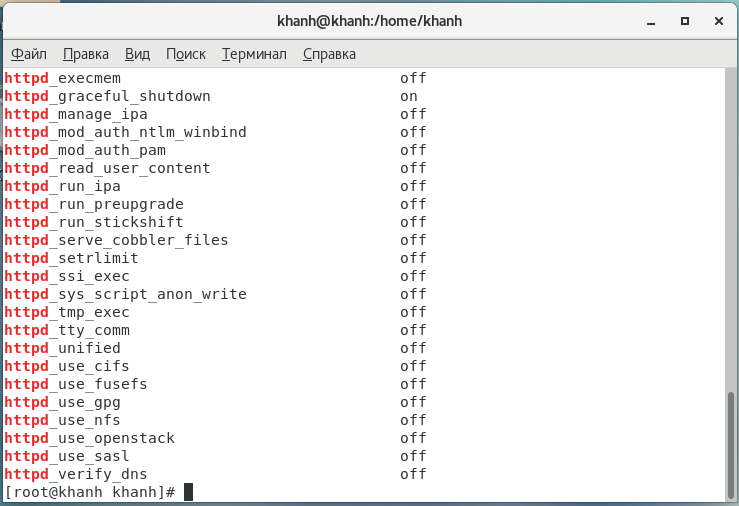 khanh@khanh:/home/khanh
Файл Правка Вид Поиск Терминал Справка
httpd_execmem off
httpd_graceful_shutdown on
httpd_manage_ipa off
httpd_mod_auth_ntlm_winbind off
httpd_mod_auth_pam off
httpd_read_user_content off
httpd_run_ipa off
httpd_run_preupgrade off
httpd_run_stickshift off
httpd_serve_cobbler_files off
httpd_setrlimit off
httpd_ssi_exec off
httpd_sys_script_anon_write off
httpd_tmp_exec off
httpd_tty_comm off
httpd_unified off
httpd_use_cifs off
httpd_use_fusefs off
httpd_use_gpg off
httpd_use_nfs off
httpd_use_openstack off
httpd_use_sasl off
httpd_verify_dns off
[root@khanh khanh]#